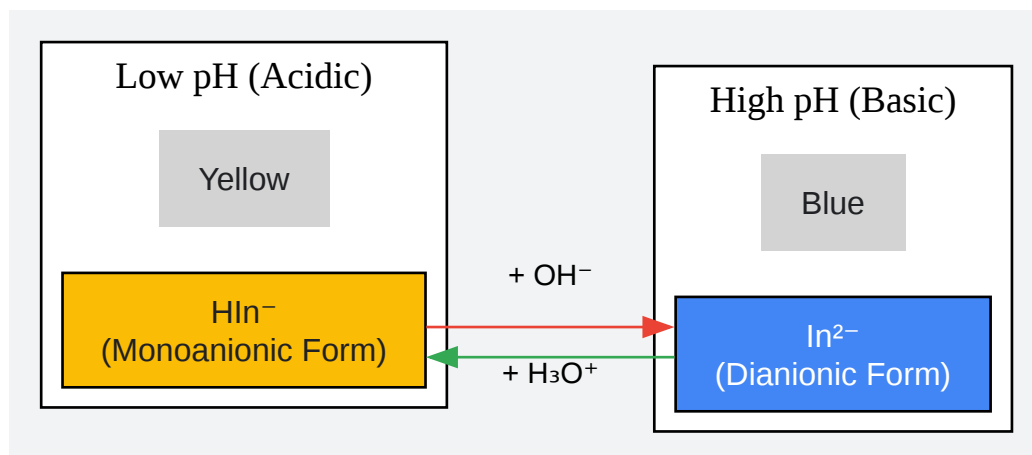 Low pH (Acidic)
Yellow
HIn⁻
(Monoanionic Form)
+ OH⁻
+ H₃O⁺
High pH (Basic)
Blue
In²⁻
(Dianionic Form)